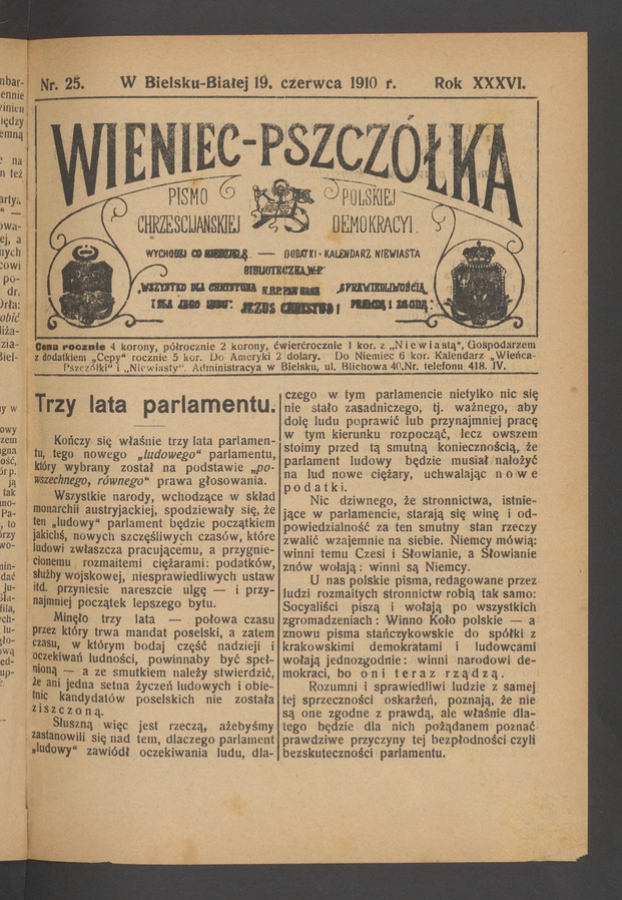 Nr. 25. W Bielsku-Białej 19. czerwca 1910 r. Rok XXXVI.
WIENIEC-PSZCZÓŁKA
PISMO POLSKIEJ
CHRZEŚCIJAŃSKIEJ DEMOKRACYI.
WYCHODZI CO NIEDZIELĘ — DODATKI - KALENDARZ NIEWIASTA
BIBLIOTECZKA W-P
„WSZYSTKO DLA CHRYSTUSA „SPRAWIEDLIWOŚCIĄ
I DLA JEGO LUDU". JEZUS CHRYSTUS! PRAWDĄ I ZGODĄ".
Cena rocznie 4 korony, półrocznie 2 korony, ćwierćrocznie 1 kor. z „Niewiastą", Gospodarzem
z dodatkiem „Cepy" rocznie 5 kor. Do Ameryki 2 dolary. Do Niemiec 6 kor. Kalendarz „Wieńca-
Pszczółki" i „Niewiasty". Administracya w Bielsku, ul. Blichowa 40. Nr. telefonu 418. IV.
Trzy lata parlamentu.
Kończy się właśnie trzy lata parlamen-
tu, tego nowego „ludowego" parlamentu,
który wybrany został na podstawie „po-
wszechnego, równego" prawa głosowania.
Wszystkie narody, wchodzące w skład
monarchii austryjackiej, spodziewały się, że
ten „ludowy" parlament będzie początkiem
jakichś, nowych szczęśliwych czasów, które
ludowi zwłaszcza pracującemu, a przygnie-
cionemu rozmaitemi ciężarami: podatków,
służby wojskowej, niesprawiedliwych ustaw
itd. przyniesie nareszcie ulgę — i przy-
najmniej początek lepszego bytu.
Minęło trzy lata — połowa czasu
przez który trwa mandat poselski, a zatem
czasu, w którym bodaj część nadzieji i
oczekiwań ludności, powinnaby być speł-
nioną — a ze smutkiem należy stwierdzić,
że ani jedna setna życzeń ludowych i obie-
tnic kandydatów poselskich nie została
ziszczoną.
Słuszną więc jest rzeczą, ażebyśmy
zastanowili się nad tem, dlaczego parlament
„ludowy" zawiódł oczekiwania ludu, dla-
czego w tym parlamencie nietylko nic się
nie stało zasadniczego, tj. ważnego, aby
dolę ludu poprawić lub przynajmniej pracę
w tym kierunku rozpocząć, lecz owszem
stoimy przed tą smutną koniecznością, że
parlament ludowy będzie musiał nałożyć
na lud nowe ciężary, uchwalając nowe
podatki.
Nic dziwnego, że stronnictwa, istnie-
jące w parlamencie, starają się winę i od-
powiedzialność za ten smutny stan rzeczy
zwalić wzajemnie na siebie. Niemcy mówią:
winni temu Czesi i Słowianie, a Słowianie
znów wołają: winni są Niemcy.
U nas polskie pisma, redagowane przez
ludzi rozmaitych stronnictw robią tak samo:
Socyaliści piszą i wołają po wszystkich
zgromadzeniach: Winno Koło polskie — a
znowu pisma stańczykowskie do spółki z
krakowskimi demokratami i ludowcami
wołają jednozgodnie: winni narodowi de-
mokraci, bo oni teraz rządzą.
Rozumni i sprawiedliwi ludzie z samej
tej sprzeczności oskarżeń, poznają, że nie
są one zgodne z prawdą, ale właśnie dla-
tego będzie dla nich pożądanem poznać
prawdziwe przyczyny tej bezpłodności czyli
bezskuteczności parlamentu.